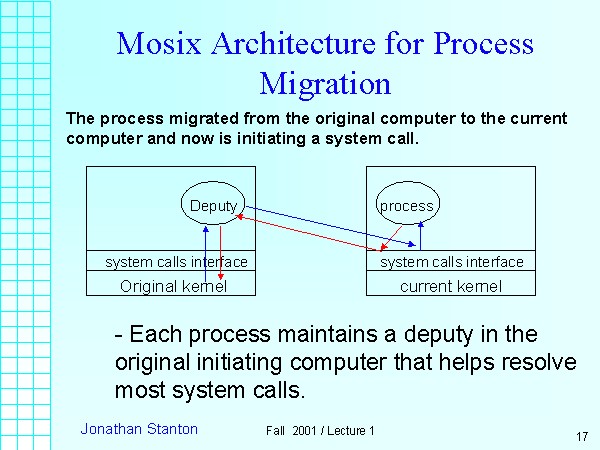 Mosix Architecture for Process
Migration
The process migrated from the original computer to the current
computer and now is initiating a system call.
Deputy
process
system calls interface
system calls interface
Original kernel
current kernel
- Each process maintains a deputy in the
original initiating computer that helps resolve
most system calls.
Jonathan Stanton
Fall 2001 / Lecture 1
17